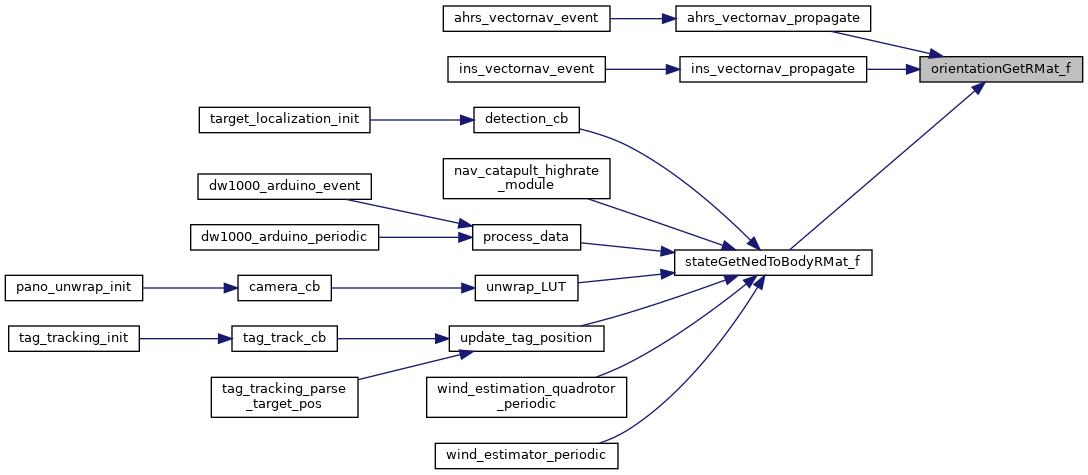 ahrs_vectornav_event
ahrs_vectornav_propagate
ins_vectornav_event
ins_vectornav_propagate
orientationGetRMat_f
target_localization_init
detection_cb
nav_catapult_highrate
_module
dw1000_arduino_event
dw1000_arduino_periodic
process_data
stateGetNedToBodyRMat_f
pano_unwrap_init
camera_cb
unwrap_LUT
tag_tracking_init
tag_track_cb
update_tag_position
tag_tracking_parse
_target_pos
wind_estimation_quadrotor
_periodic
wind_estimator_periodic